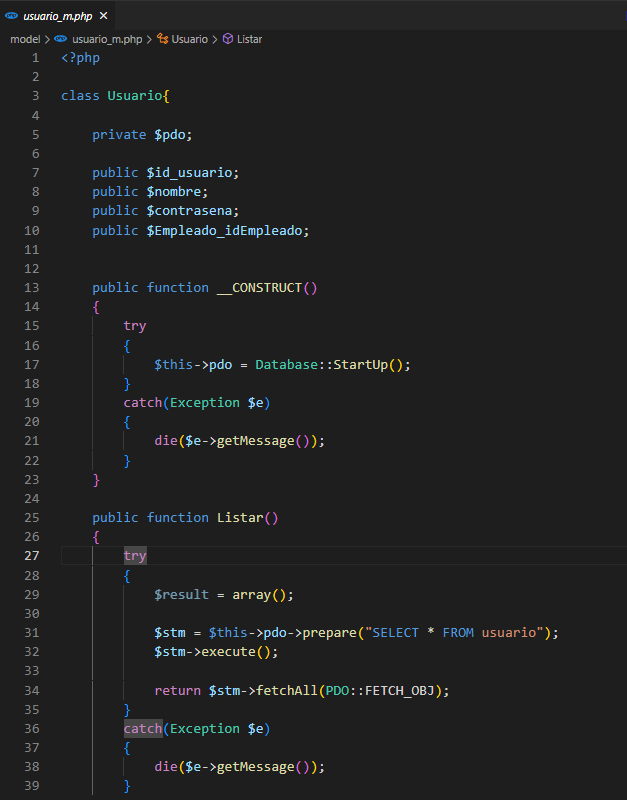 usuario_m.php ×
model > usuario_m.php > Usuario > Listar
1 <?php
2
3 class Usuario{
4
5     private $pdo;
6
7     public $id_usuario;
8     public $nombre;
9     public $contrasena;
10     public $Empleado_idEmpleado;
11
12
13     public function __CONSTRUCT()
14     {
15         try
16         {
17             $this->pdo = Database::StartUp();
18         }
19         catch(Exception $e)
20         {
21             die($e->getMessage());
22         }
23     }
24
25     public function Listar()
26     {
27         try
28         {
29             $result = array();
30
31             $stm = $this->pdo->prepare("SELECT * FROM usuario");
32             $stm->execute();
33
34             return $stm->fetchAll(PDO::FETCH_OBJ);
35         }
36         catch(Exception $e)
37         {
38             die($e->getMessage());
39         }